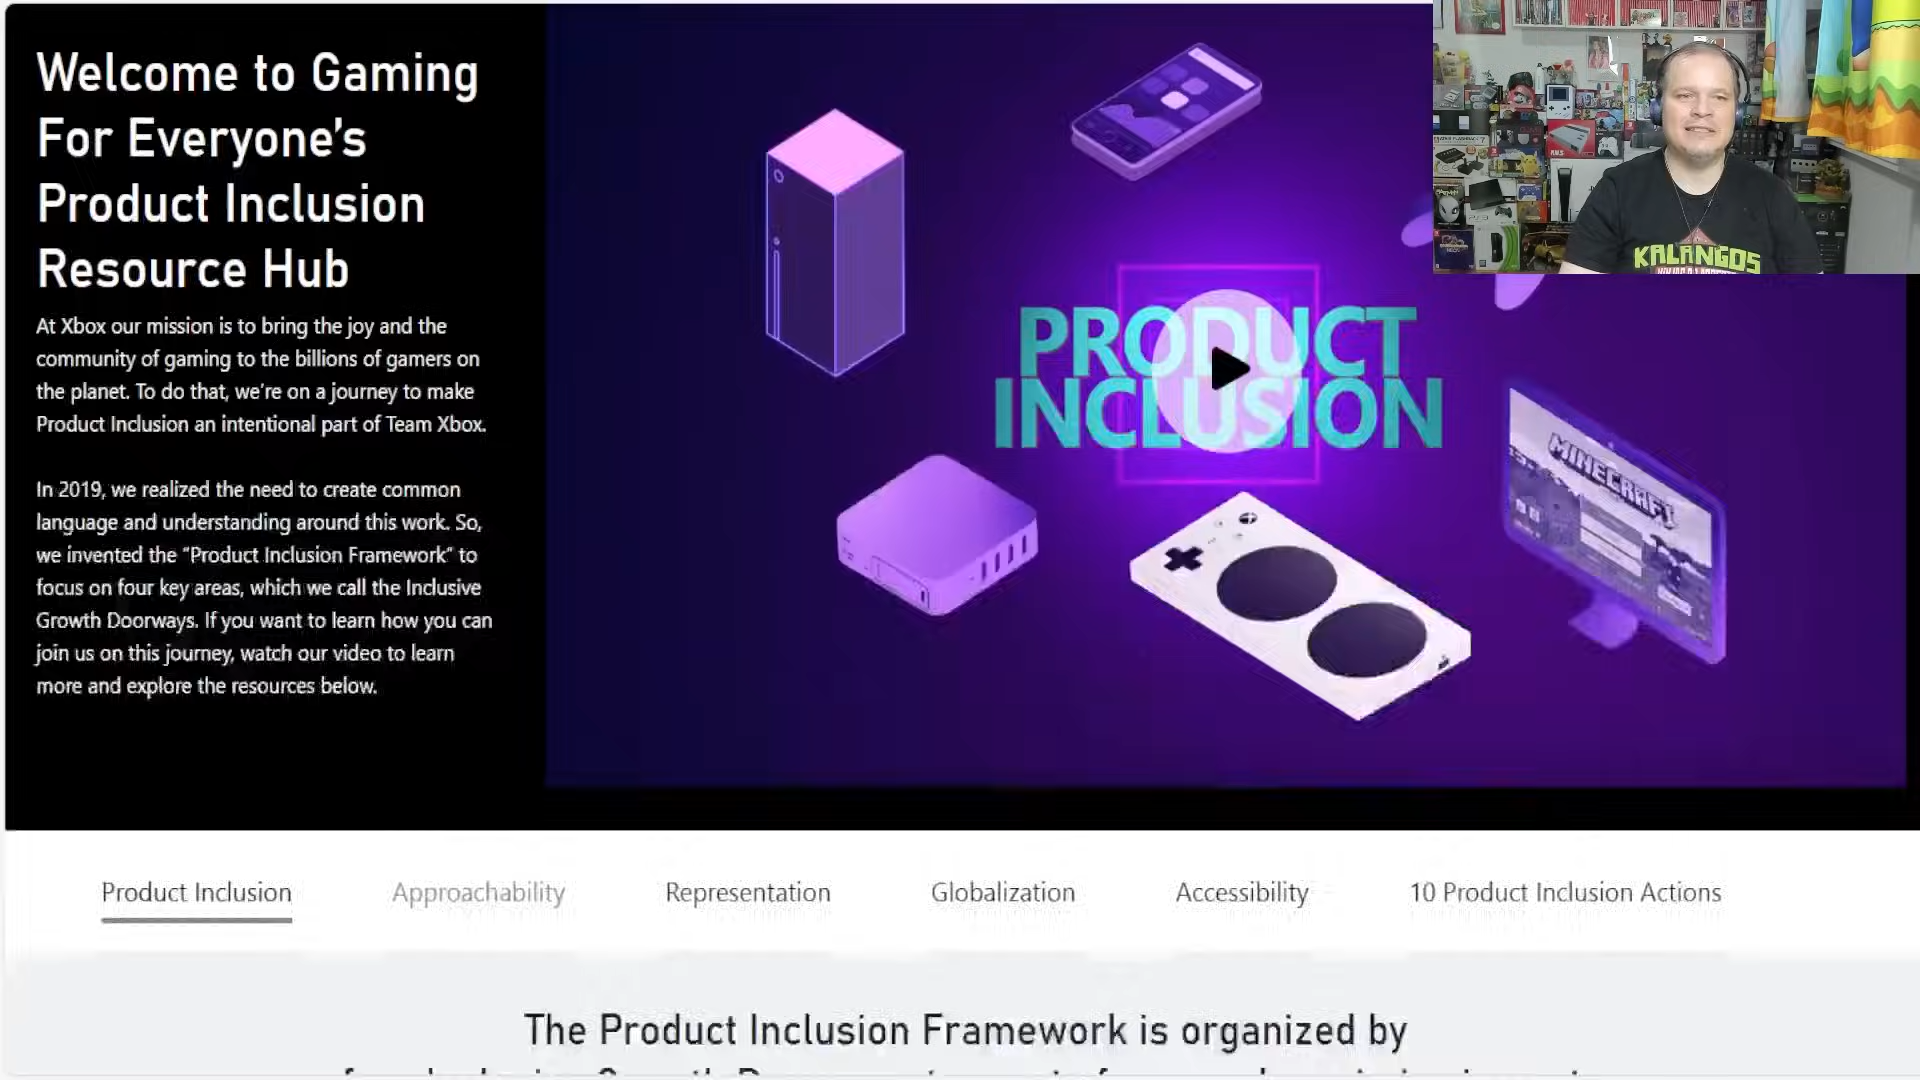 Welcome to Gaming
For Everyone's
Product Inclusion
Resource Hub
At Xbox our mission is to bring the joy and the
community of gaming to the billions of gamers on
the planet. To do that, we're on a journey to make
Product Inclusion an intentional part of Team Xbox.
In 2019, we realized the need to create common
language and understanding around this work. So,
we invented the "Product Inclusion Framework" to
focus on four key areas, which we call the Inclusive
Growth Doorways. If you want to learn how you can
join us on this journey, watch our video to learn
more and explore the resources below.
PRODUCT
INCLUSION
MINECRAFT
KALANGOS
Product Inclusion
Approachability
Representation
Globalization
Accessibility
10 Product Inclusion Actions
The Product Inclusion Framework is organized by